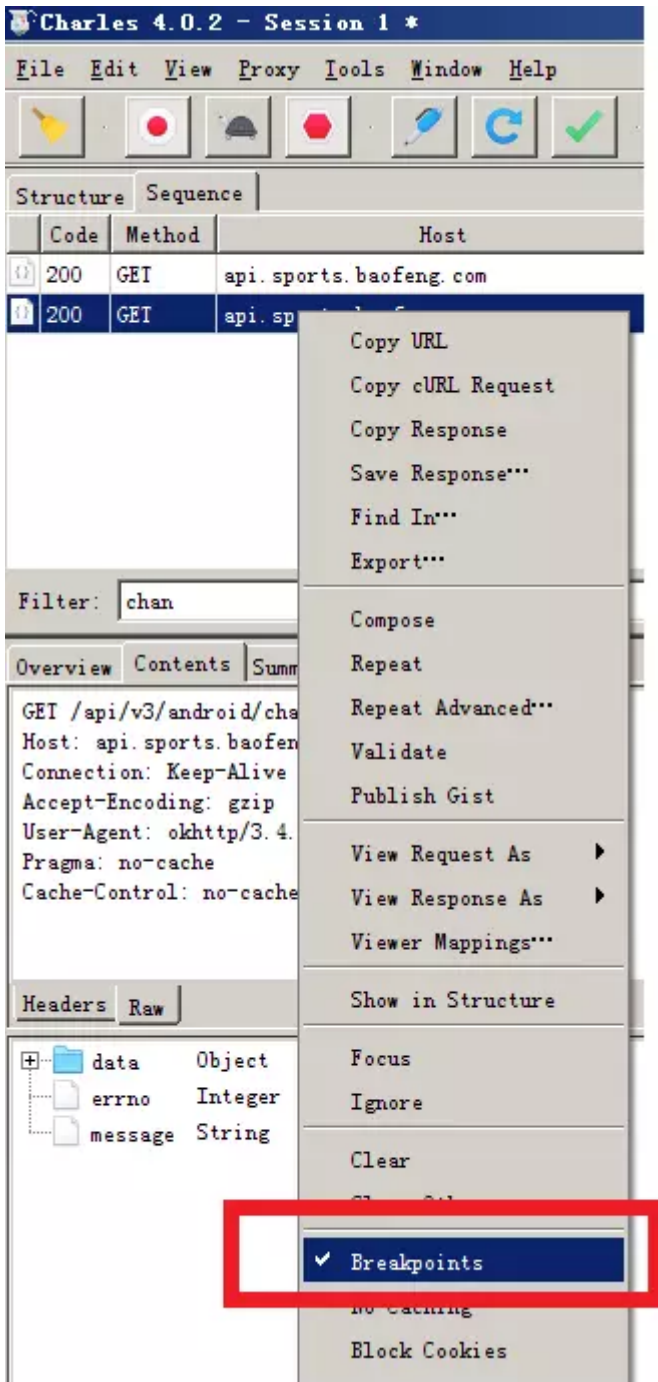 Charles 4.0.2 - Session 1 *
File Edit View Proxy Tools Window Help
Structure Sequence
Code Method Host
200 GET api.sports.baofeng.com
200 GET api.sp
Copy URL
Copy cURL Request
Copy Response
Save Response…
Find In…
Export…
Filter: chan
Compose
Repeat
Repeat Advanced…
Validate
Publish Gist
View Request As
View Response As
Viewer Mappings…
Show in Structure
Focus
Ignore
Clear
Breakpoints
No Caching
Block Cookies
Overview Contents Summ
GET /api/v3/android/cha
Host: api.sports.baofen
Connection: Keep-Alive
Accept-Encoding: gzip
User-Agent: okhttp/3.4.
Pragma: no-cache
Cache-Control: no-cache
Headers Raw
data Object
errno Integer
message String